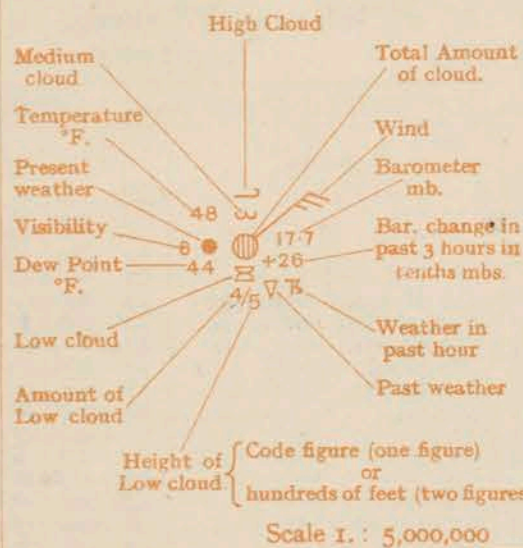 High Cloud
Medium
cloud
Total Amount
of cloud.
Temperature
°F.
Wind
Present
weather
Barometer
mb.
48
Visibility
8
17.7
Bar. change in
past 3 hours in
tenths mbs.
Dew Point
°F.
44
+26
4/5
Low cloud
Weather in
past hour
Amount of
Low cloud
Past weather
Height of
Low cloud
Code figure (one figure)
or
hundreds of feet (two figures
Scale 1. : 5,000,000